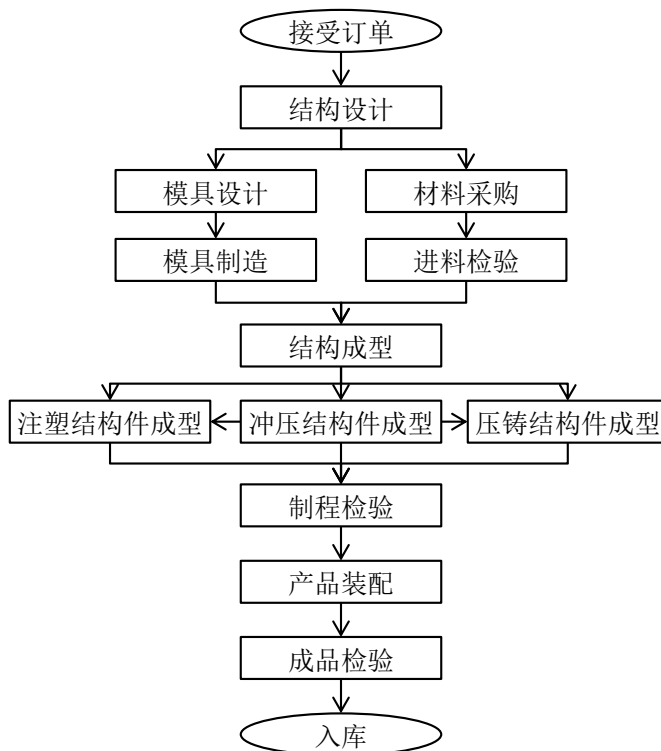 接受订单
结构设计
模具设计
材料采购
模具制造
进料检验
结构成型
注塑结构件成型
冲压结构件成型
压铸结构件成型
制程检验
产品装配
成品检验
入库